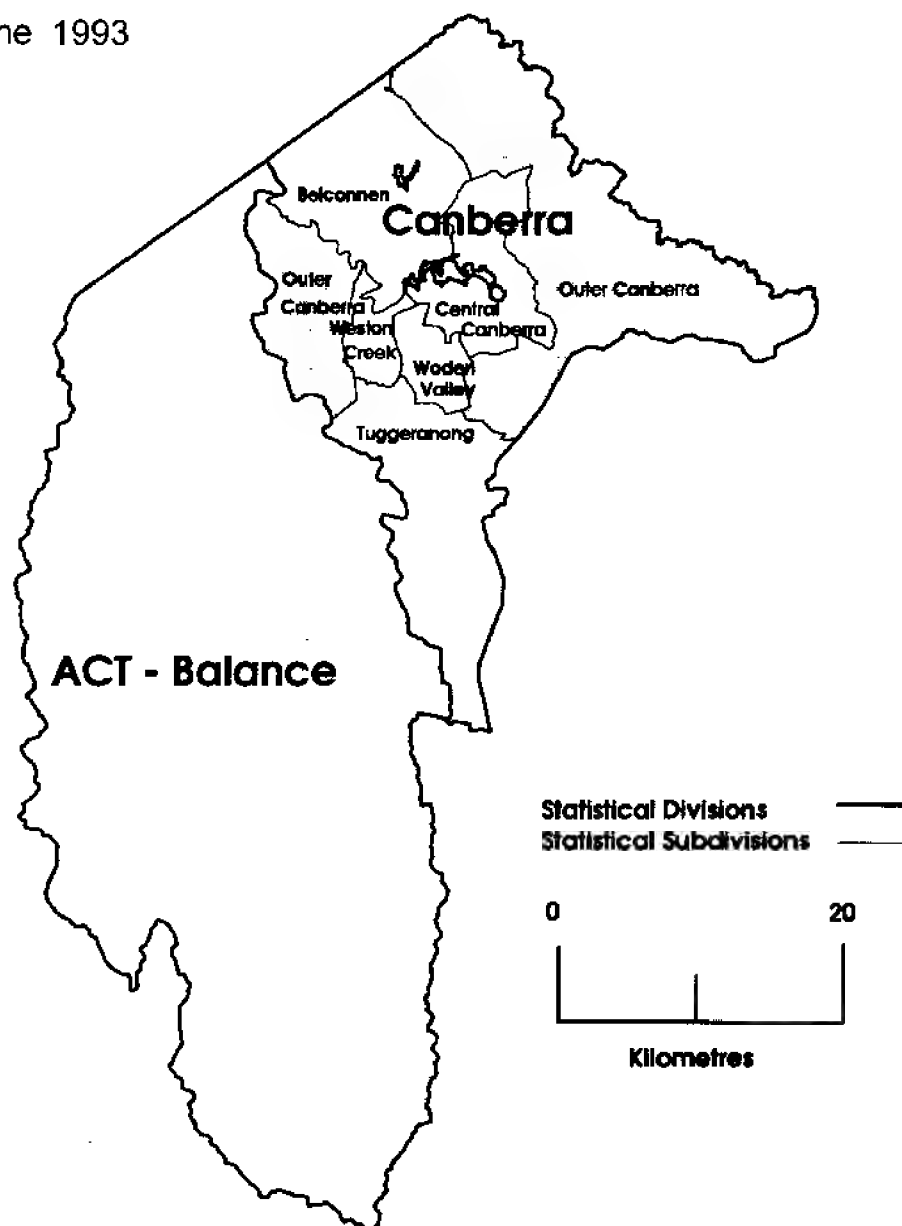 1993
Belconnen
Canberra
Outer
Canberra
Outer Canberra
Central
Canberra
Weston
Creek
Woden
Valley
Tuggeranong
ACT - Balance
Statistical Divisions
Statistical Subdivisions
0 20
Kilometres